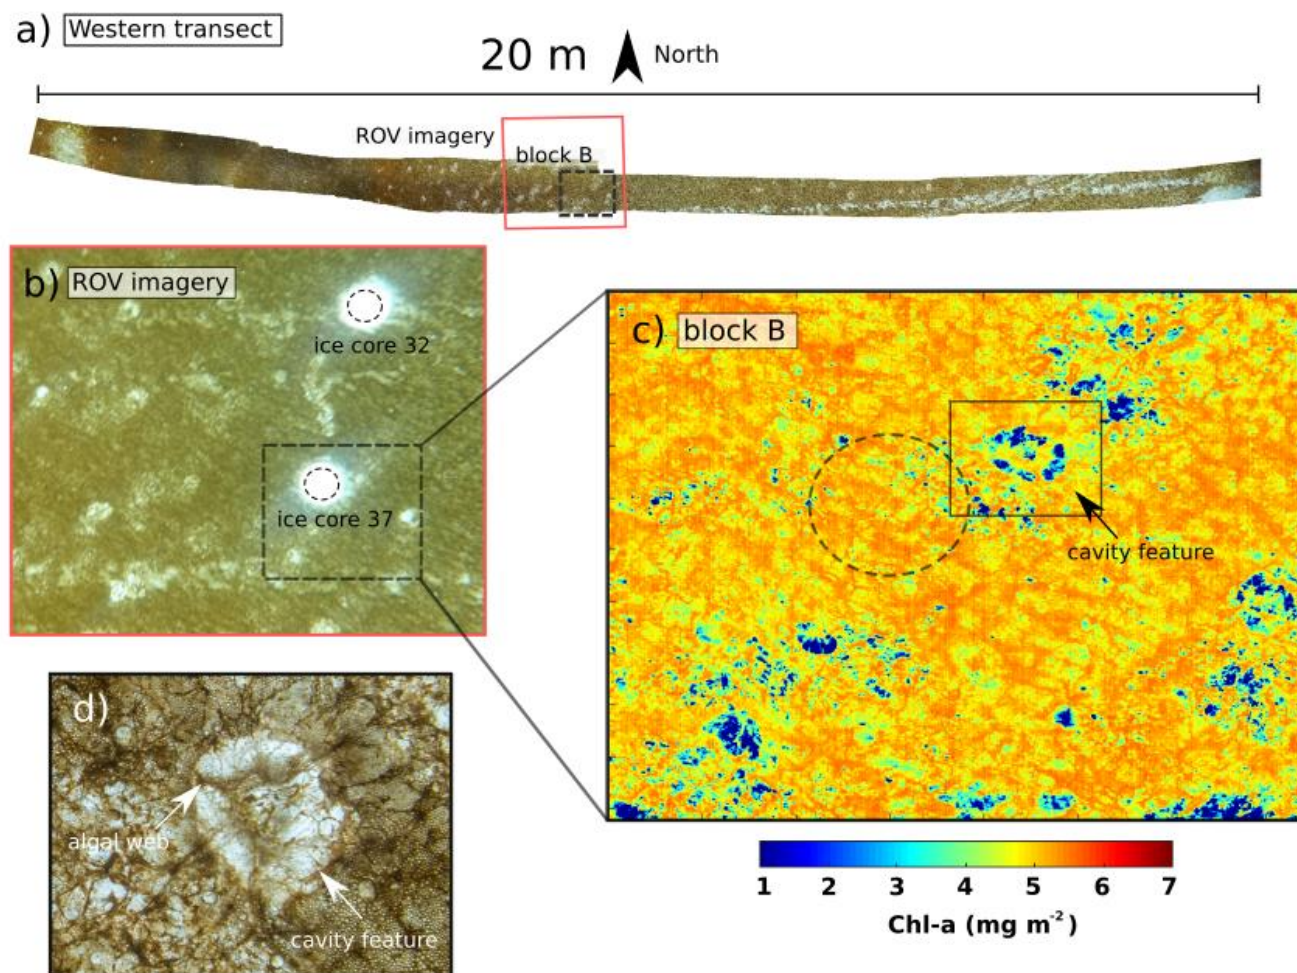 a) Western transect
20 m
North
ROV imagery
block B
b) ROV imagery
ice core 32
ice core 37
c) block B
cavity feature
d)
algal web
cavity feature
1 2 3 4 5 6 7
Chl-a (mg m⁻²)